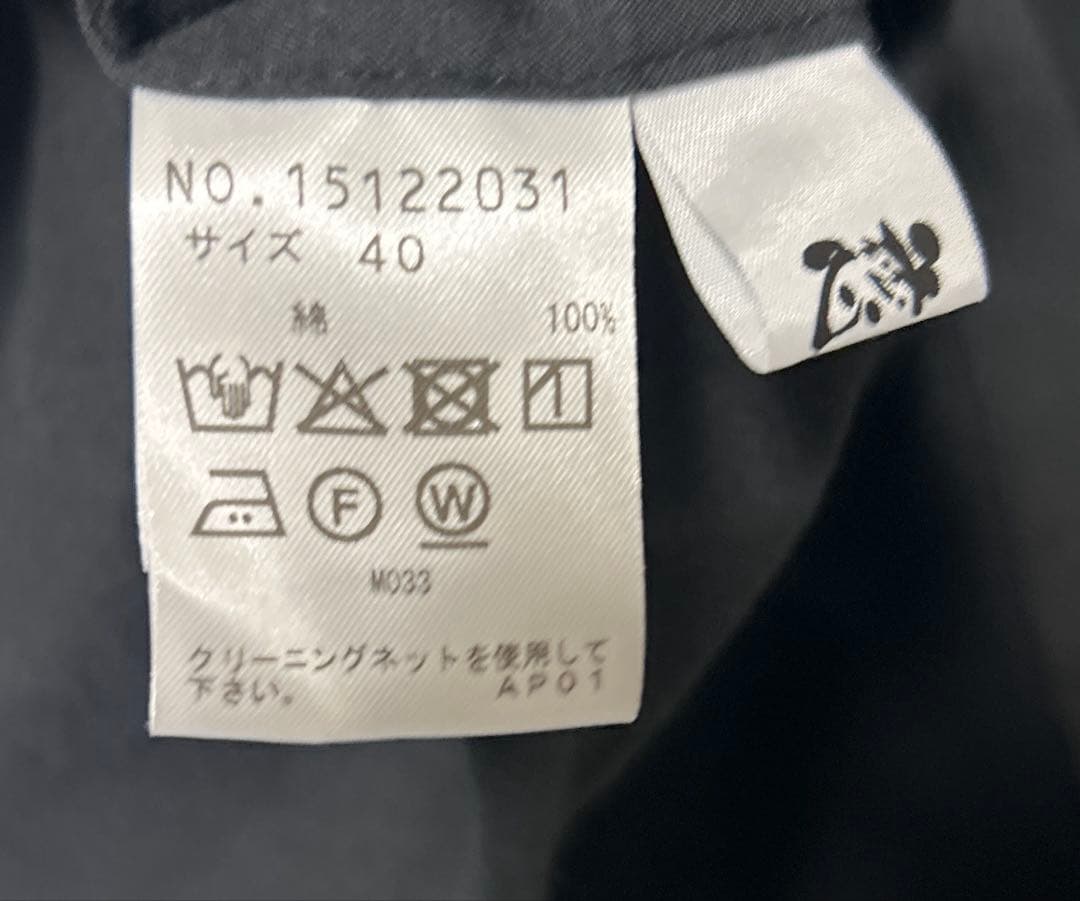 NO.15122031
サイズ 40
綿 100%
F W
M033
クリーニングネットを使用して
下さい。 AP01